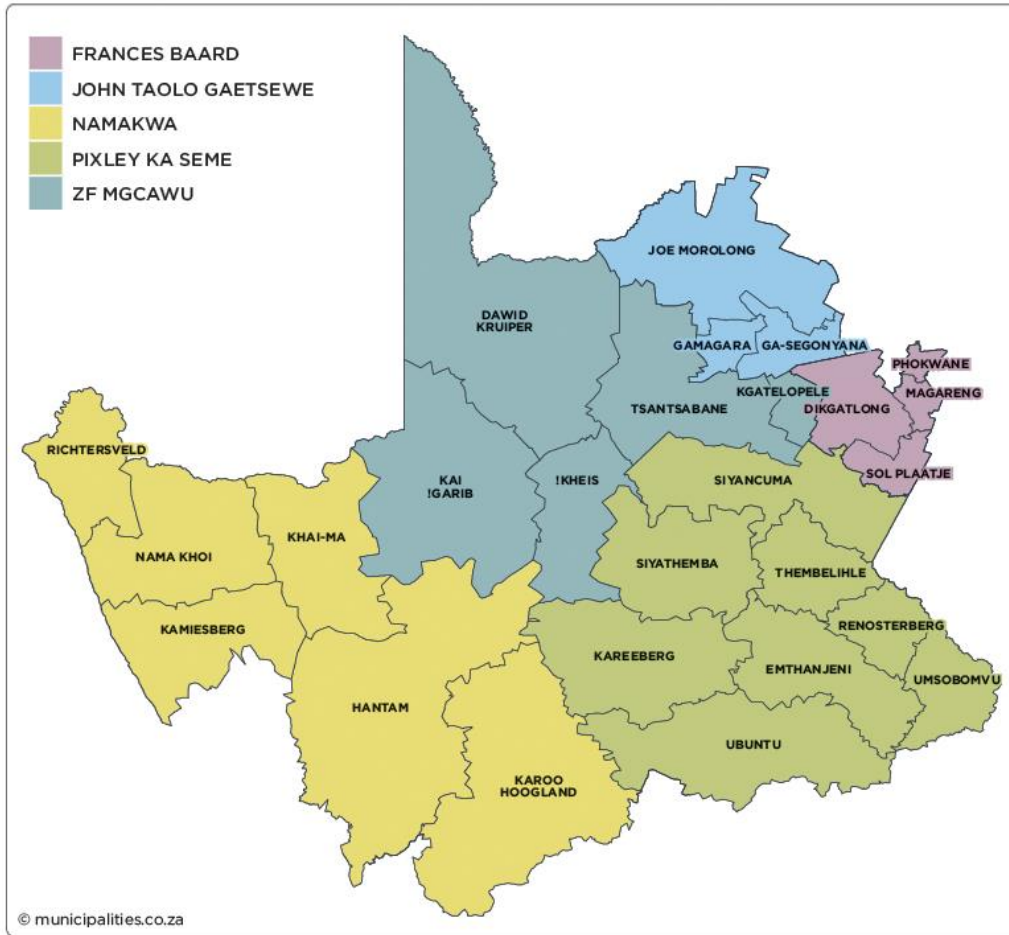 FRANCES BAARD
JOHN TAOLO GAETSEWE
NAMAKWA
PIXLEY KA SEME
ZF MGCAWU
JOE MOROLONG
DAWID
KRUIPER
GAMAGARA
GA-SEGONYANA
PHOKWANE
KGATELOPELE
MAGARENG
TSANTSABANE
DIKGATLONG
RICHTERSVELD
SOL PLAATJE
KAI
!GARIB
!KHEIS
SIYANCUMA
KHAI-MA
NAMA KHOI
SIYATHEMBA
THEMBELIHLE
KAMIESBERG
RENOSTERBERG
KAREEBERG
EMTHANJENI
UMSOBOMVU
HANTAM
UBUNTU
KAROO
HOOGLAND
© municipalities.co.za